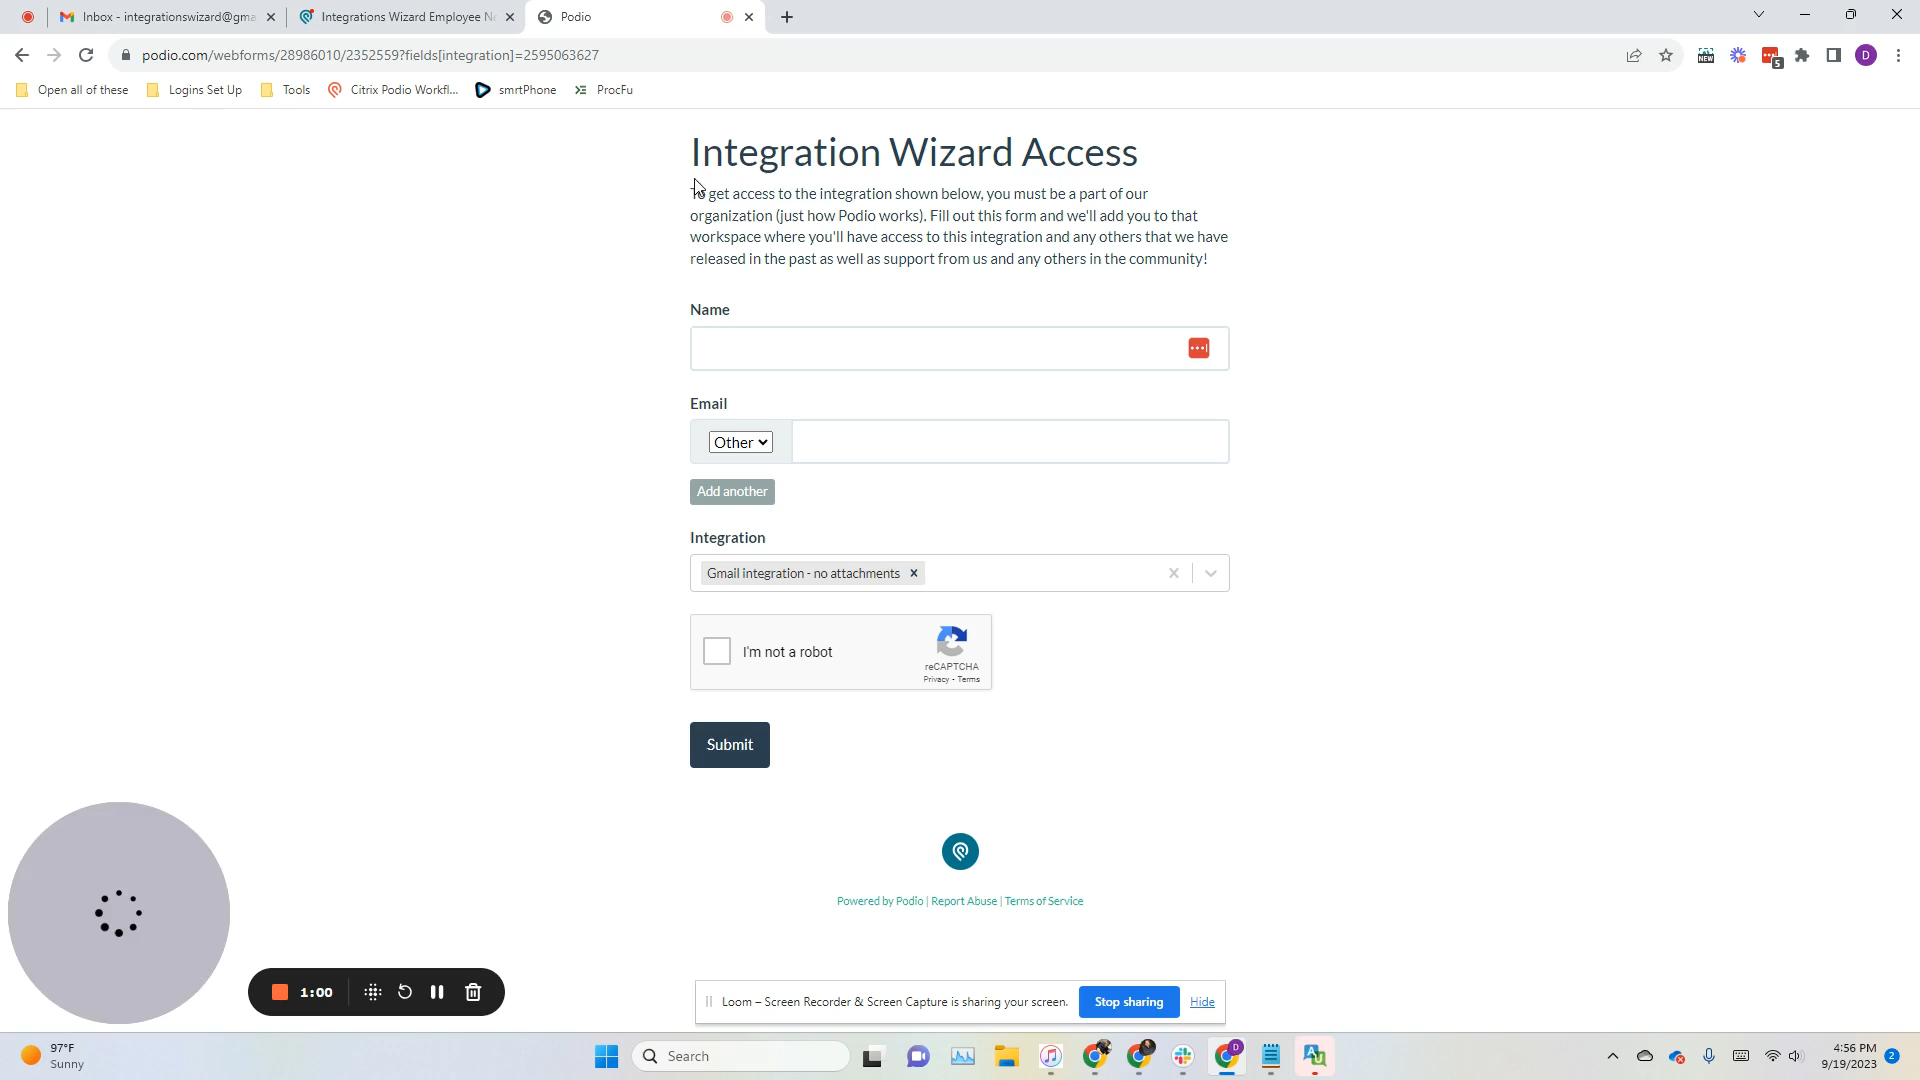 Inbox - integrationswizard@gma
Integrations Wizard Employee Ne
Podio
podio.com/webforms/28986010/2352559?fields[integration]=2595063627
NEW
5
D
Open all of these
Logins Set Up
Tools
Citrix Podio Workfl...
smrtPhone
ProcFu
Integration Wizard Access
To get access to the integration shown below, you must be a part of our
organization (just how Podio works). Fill out this form and we'll add you to that
workspace where you'll have access to this integration and any others that we have
released in the past as well as support from us and any others in the community!
Name
Email
Other
Add another
Integration
Gmail integration - no attachments
I'm not a robot
reCAPTCHA
Privacy - Terms
Submit
Powered by Podio | Report Abuse | Terms of Service
1:00
Loom – Screen Recorder & Screen Capture is sharing your screen.
Stop sharing
Hide
97°F
Sunny
Search
D
4:56 PM
9/19/2023
2